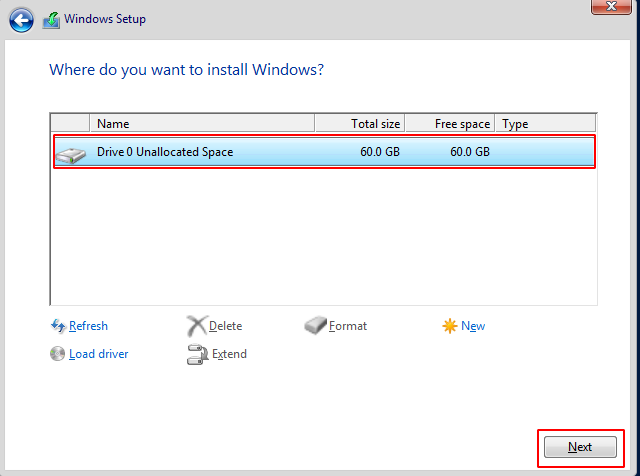 Windows Setup
Where do you want to install Windows?
Name Total size Free space Type
Drive 0 Unallocated Space 60.0 GB 60.0 GB
Refresh Delete Format New
Load driver Extend
Next